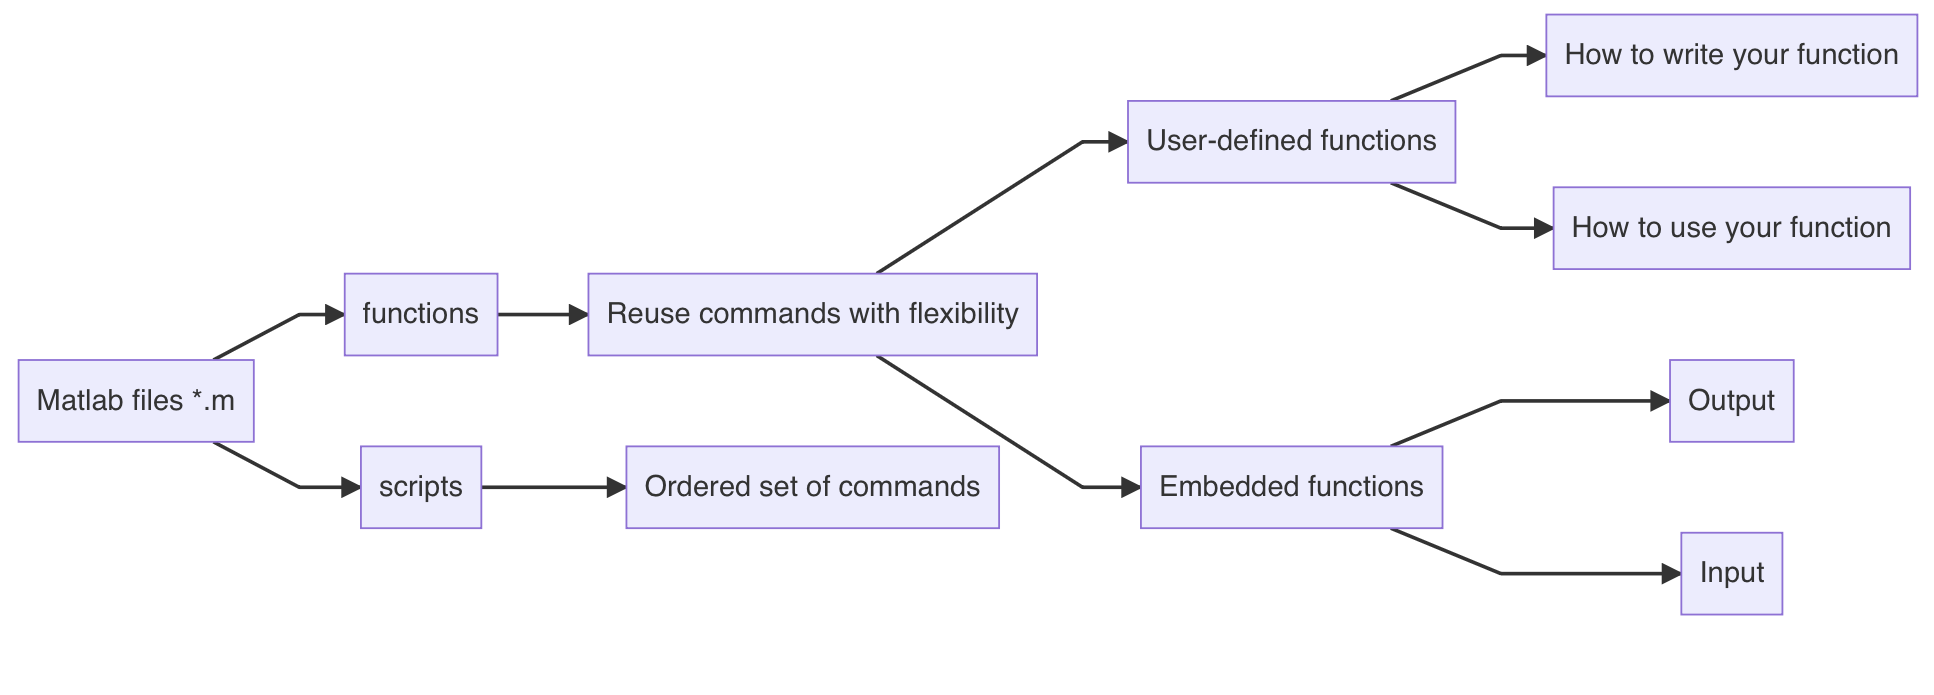 How to write your function
User-defined functions
How to use your function
functions
Reuse commands with flexibility
Matlab files *.m
Output
scripts
Ordered set of commands
Embedded functions
Input